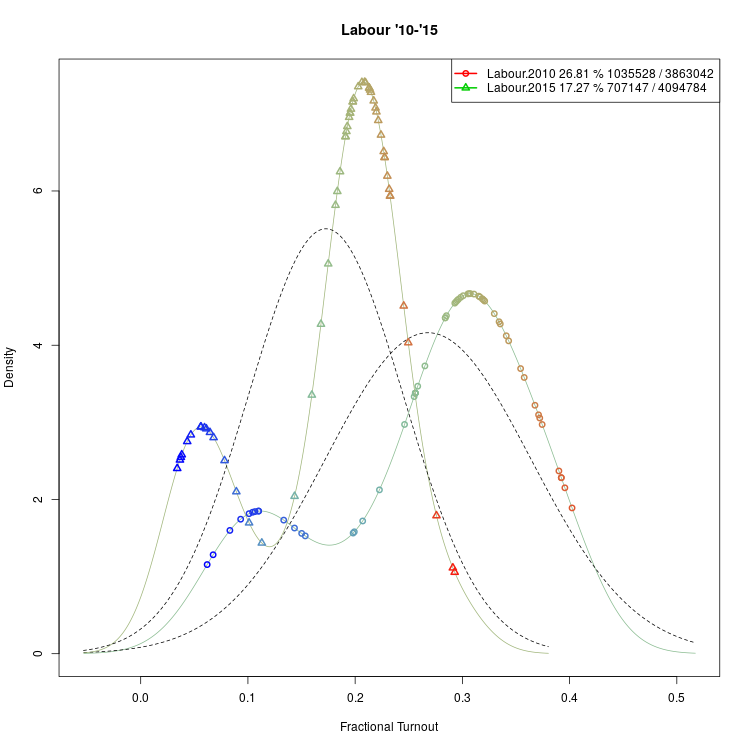 Labour '10-'15
Labour.2010 26.81 % 1035528 / 3863042
Labour.2015 17.27 % 707147 / 4094784
Density
6
4
2
0
0.0 0.1 0.2 0.3 0.4 0.5
Fractional Turnout